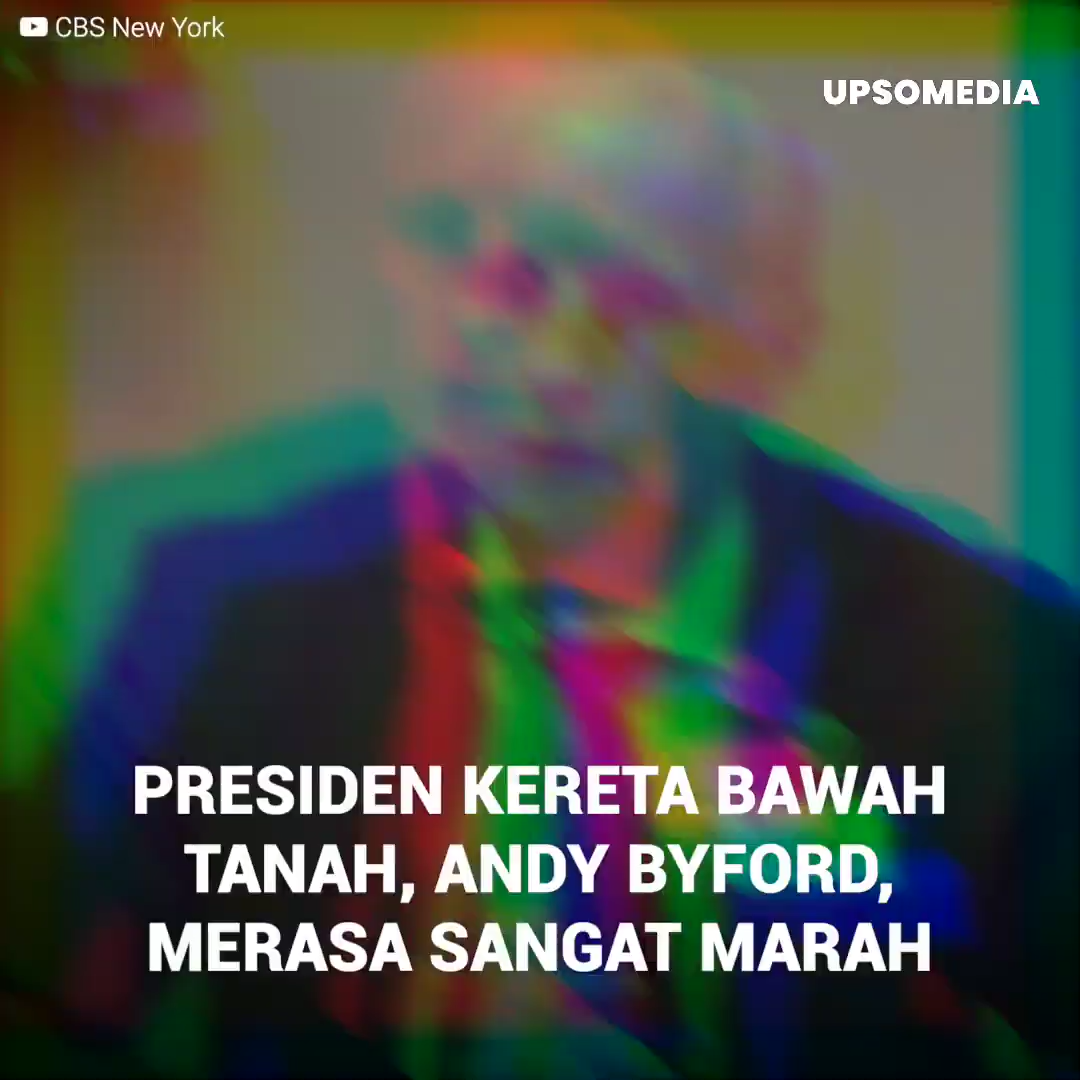 CBS New York
UPSOMEDIA
PRESIDEN KERETA BAWAH
TANAH, ANDY BYFORD,
MERASA SANGAT MARAH